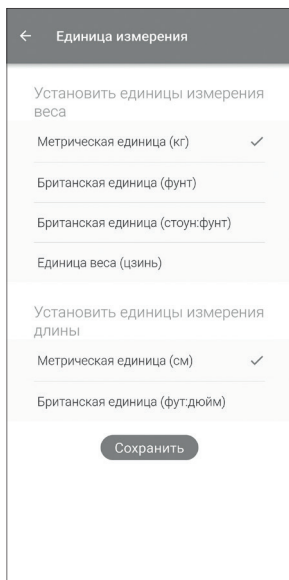 Единица измерения
Установить единицы измерения
веса
Метрическая единица (кг)
Британская единица (фунт)
Британская единица (стоун:фунт)
Единица веса (цзинь)
Установить единицы измерения
длины
Метрическая единица (см)
Британская единица (фут:дюйм)
Сохранить